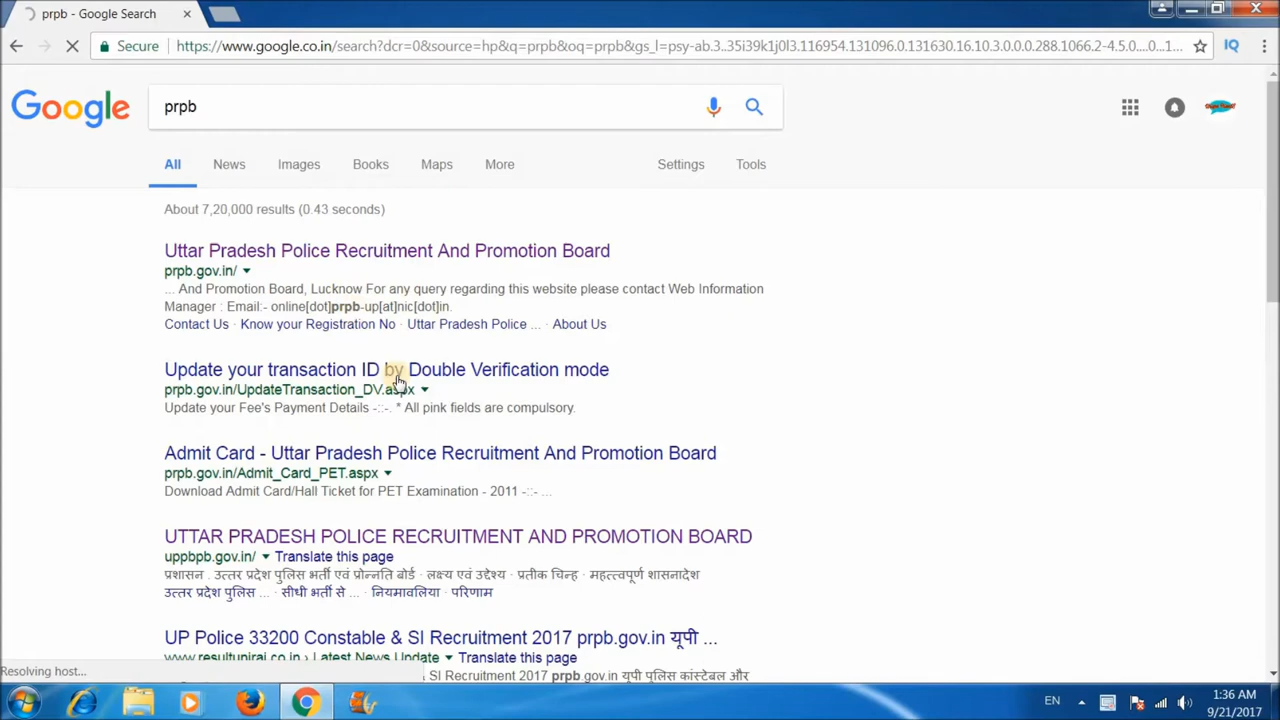 prpb - Google Search
Secure https://www.google.co.in/search?dcr=0&source=hp&q=prpb&oq=prpb&gs_l=psy-ab.3..35i39k1j0l3.116954.131096.0.131630.16.10.3.0.0.0.288.1066.2-4.5.0....0...1...
IQ
Google
prpb
All News Images Books Maps More Settings Tools
About 7,20,000 results (0.43 seconds)
Uttar Pradesh Police Recruitment And Promotion Board
prpb.gov.in/
... And Promotion Board, Lucknow For any query regarding this website please contact Web Information
Manager : Email:- online[dot]prpb-up[at]nic[dot]in.
Contact Us · Know your Registration No · Uttar Pradesh Police ... · About Us
Update your transaction ID by Double Verification mode
prpb.gov.in/UpdateTransaction_DV.aspx
Update your Fee's Payment Details -::-. * All pink fields are compulsory.
Admit Card - Uttar Pradesh Police Recruitment And Promotion Board
prpb.gov.in/Admit_Card_PET.aspx
Download Admit Card/Hall Ticket for PET Examination - 2011 -::- ...
UTTAR PRADESH POLICE RECRUITMENT AND PROMOTION BOARD
uppbpb.gov.in/ Translate this page
प्रशासन . उत्तर प्रदेश पुलिस भर्ती एवं प्रोन्नति बोर्ड · लक्ष्य एवं उद्देश्य · प्रतीक चिन्ह · महत्वपूर्ण शासनादेश
उत्तर प्रदेश पुलिस ... · सीधी भर्ती से ... · नियमावलिया · परिणाम
UP Police 33200 Constable & SI Recruitment 2017 prpb.gov.in यूपी ...
www.resultuniraj.co.in › Latest News Update Translate this page
& SI Recruitment 2017 prpb.gov.in यूपी पुलिस कांस्टेबल और
Resolving host...
EN
1:36 AM
9/21/2017